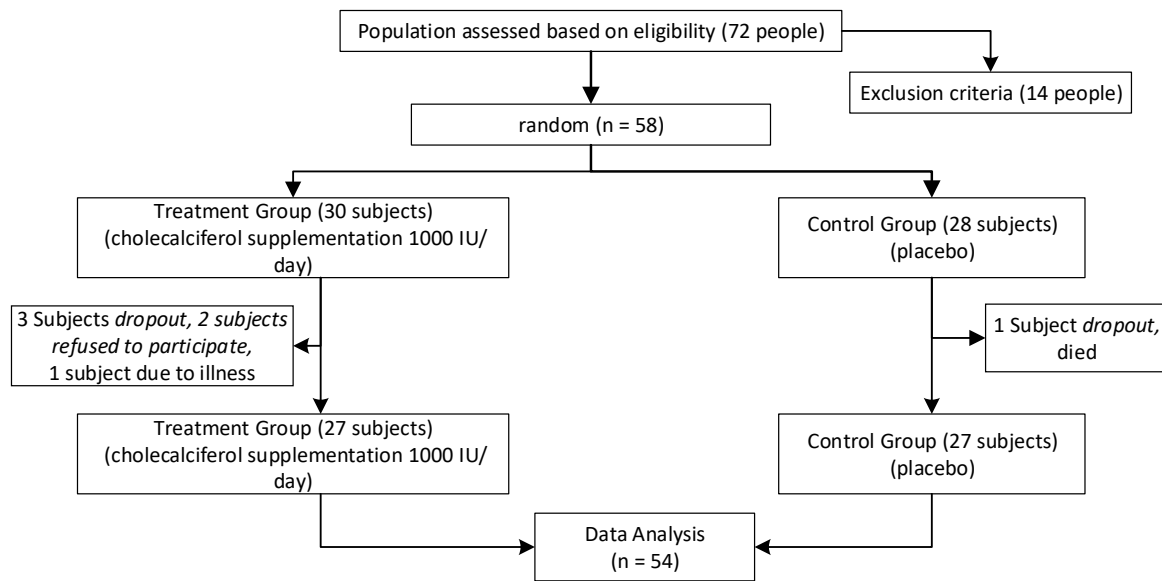 Population assessed based on eligibility (72 people)
Exclusion criteria (14 people)
random (n = 58)
Treatment Group (30 subjects)
(cholecalciferol supplementation 1000 IU/
day)
Control Group (28 subjects)
(placebo)
3 Subjects dropout, 2 subjects
refused to participate,
1 subject due to illness
1 Subject dropout,
died
Treatment Group (27 subjects)
(cholecalciferol supplementation 1000 IU/
day)
Control Group (27 subjects)
(placebo)
Data Analysis
(n = 54)